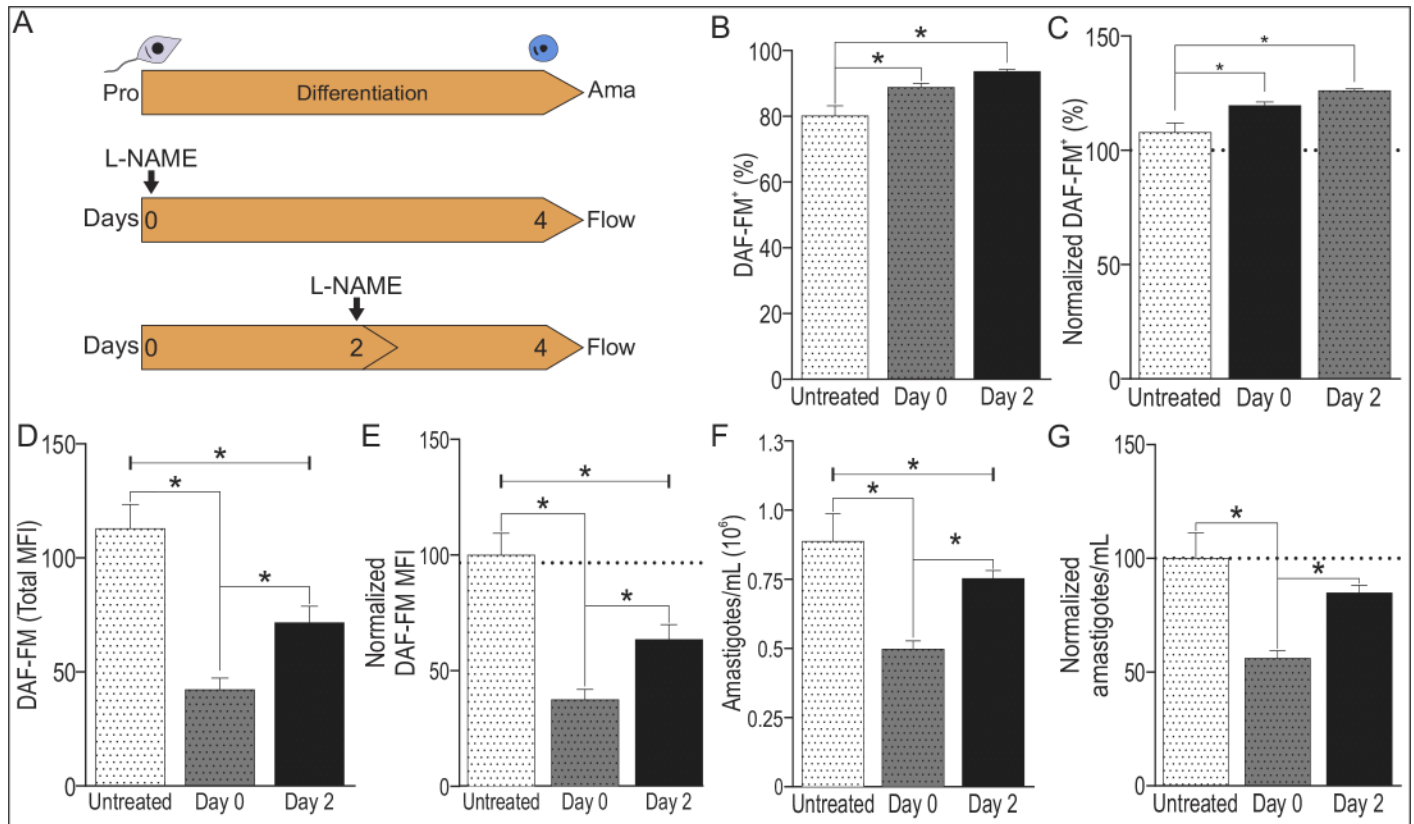 A
Pro
Differentiation
Ama
L-NAME
Days 0 4 Flow
L-NAME
Days 0 2 4 Flow
B
DAF-FM⁺ (%)
100
80
60
40
20
0
*
*
Untreated Day 0 Day 2
C
Normalized DAF-FM⁺ (%)
150
100
50
0
*
*
Untreated Day 0 Day 2
D
DAF-FM (Total MFI)
150
100
50
0
*
*
*
Untreated Day 0 Day 2
E
Normalized
DAF-FM MFI
150
100
50
0
*
*
*
Untreated Day 0 Day 2
F
Amastigotes/mL (10⁶)
1.3
1.0
0.75
0.5
0.25
0
*
*
*
Untreated Day 0 Day 2
G
Normalized
amastigotes/mL
150
100
50
0
*
*
Untreated Day 0 Day 2